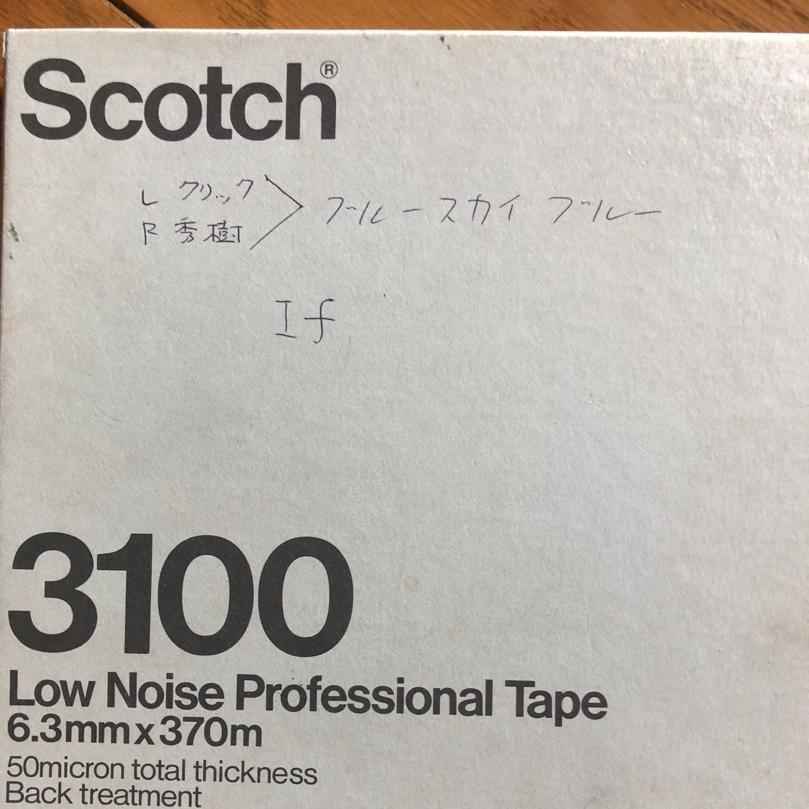 Scotch®
L クリック
R 秀樹
ブルースカイ ブルー
If
3100
Low Noise Professional Tape
6.3mm x 370m
50micron total thickness
Back treatment